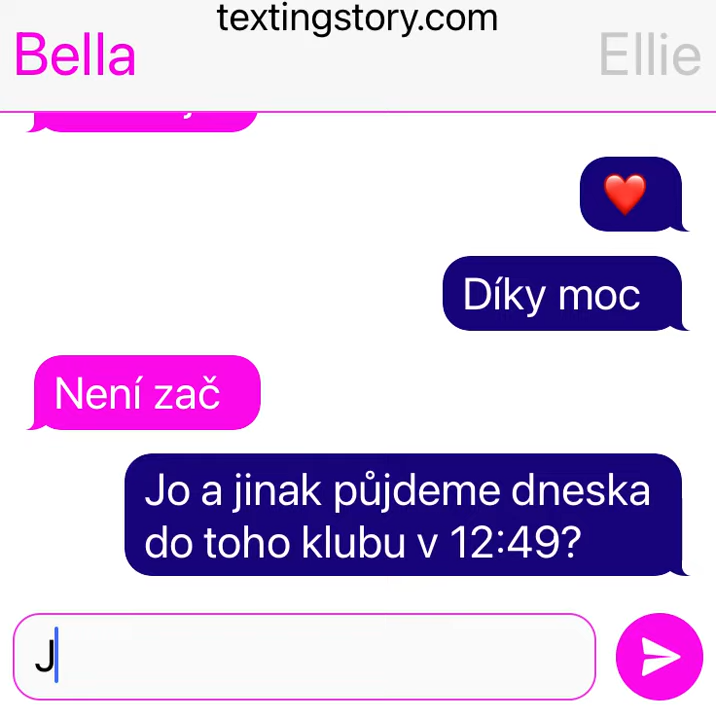 textingstory.com
Bella
Ellie
❤️
Díky moc
Není zač
Jo a jinak půjdeme dneska
do toho klubu v 12:49?
J